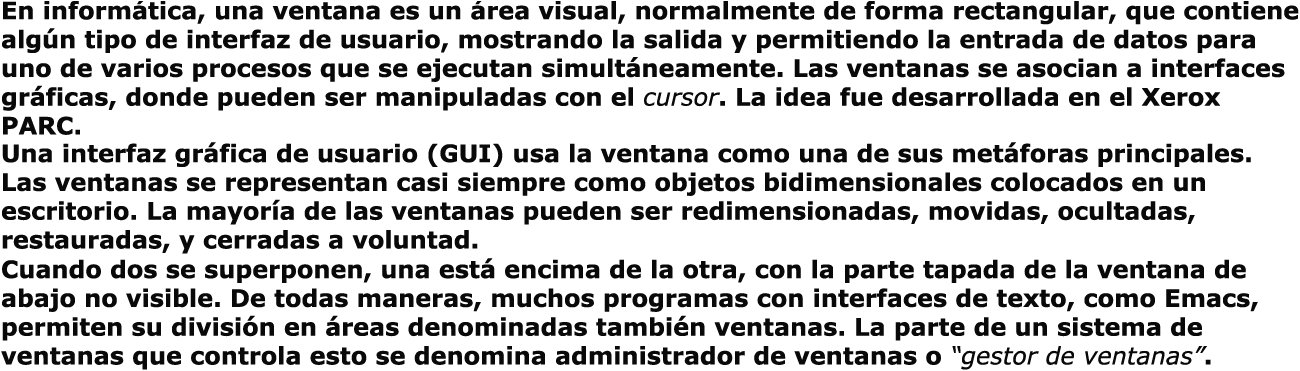 En informática, una ventana es un área visual, normalmente de forma rectangular, que contiene
algún tipo de interfaz de usuario, mostrando la salida y permitiendo la entrada de datos para
uno de varios procesos que se ejecutan simultáneamente. Las ventanas se asocian a interfaces
gráficas, donde pueden ser manipuladas con el cursor. La idea fue desarrollada en el Xerox
PARC.
Una interfaz gráfica de usuario (GUI) usa la ventana como una de sus metáforas principales.
Las ventanas se representan casi siempre como objetos bidimensionales colocados en un
escritorio. La mayoría de las ventanas pueden ser redimensionadas, movidas, ocultadas,
restauradas, y cerradas a voluntad.
Cuando dos se superponen, una está encima de la otra, con la parte tapada de la ventana de
abajo no visible. De todas maneras, muchos programas con interfaces de texto, como Emacs,
permiten su división en áreas denominadas también ventanas. La parte de un sistema de
ventanas que controla esto se denomina administrador de ventanas o “gestor de ventanas”.